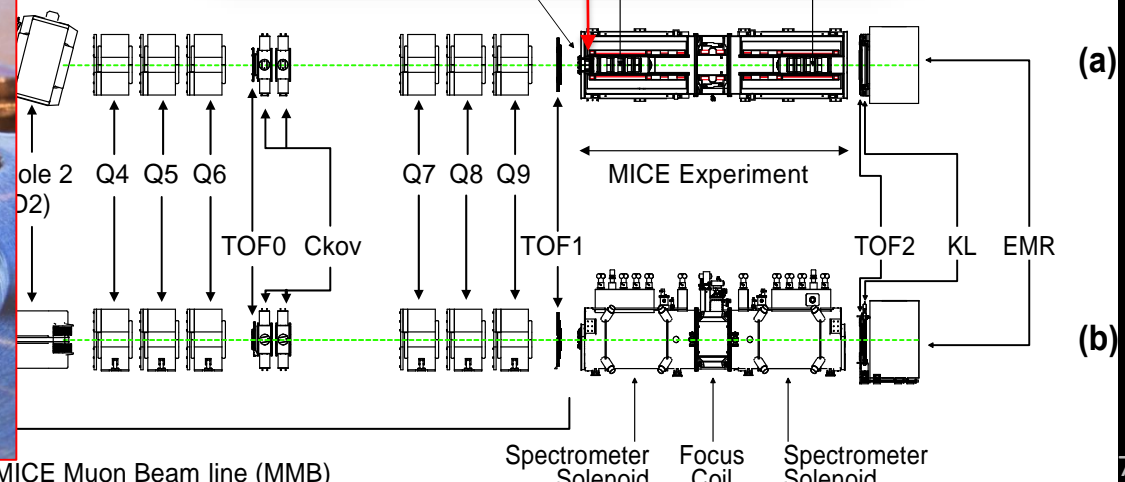 (a)
ole 2 Q4 Q5 Q6 Q7 Q8 Q9 MICE Experiment
D2)
TOF0 Ckov TOF1 TOF2 KL EMR
(b)
Spectrometer Focus Spectrometer
Solenoid Coil Solenoid
MICE Muon Beam line (MMB)